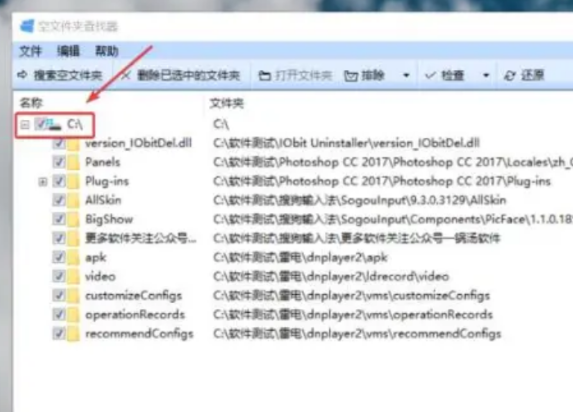 空文件夹查找器
文件 编辑 帮助
搜索空文件夹 删除已选中的文件夹 打开文件夹 排除 检查 还原
名称 文件夹
C:\ C:\
version_IObitDel.dll C:\软件测试\IObit Uninstaller\version_IObitDel.dll
Panels C:\软件测试\Photoshop CC 2017\Photoshop CC 2017\Locales\zh_
Plug-ins C:\软件测试\Photoshop CC 2017\Photoshop CC 2017\Plug-ins
AllSkin C:\软件测试\搜狗输入法\SogouInput\9.3.0.3129\AllSkin
BigShow C:\软件测试\搜狗输入法\SogouInput\Components\PicFace\1.1.0.18
更多软件关注公众号... C:\软件测试\搜狗输入法\更多软件关注公众号—锅汤软件
apk C:\软件测试\雷电\dnplayer2\apk
video C:\软件测试\雷电\dnplayer2\ldrecord\video
customizeConfigs C:\软件测试\雷电\dnplayer2\vms\customizeConfigs
operationRecords C:\软件测试\雷电\dnplayer2\vms\operationRecords
recommendConfigs C:\软件测试\雷电\dnplayer2\vms\recommendConfigs